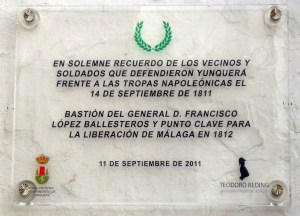 EN SOLEMNE RECUERDO DE LOS VECINOS Y
SOLDADOS QUE DEFENDIERON YUNQUERA
FRENTE A LAS TROPAS NAPOLEÓNICAS EL
14 DE SEPTIEMBRE DE 1811
BASTIÓN DEL GENERAL D. FRANCISCO
LÓPEZ BALLESTEROS Y PUNTO CLAVE PARA
LA LIBERACIÓN DE MÁLAGA EN 1812
11 DE SEPTIEMBRE DE 2011
TEODORO REDING